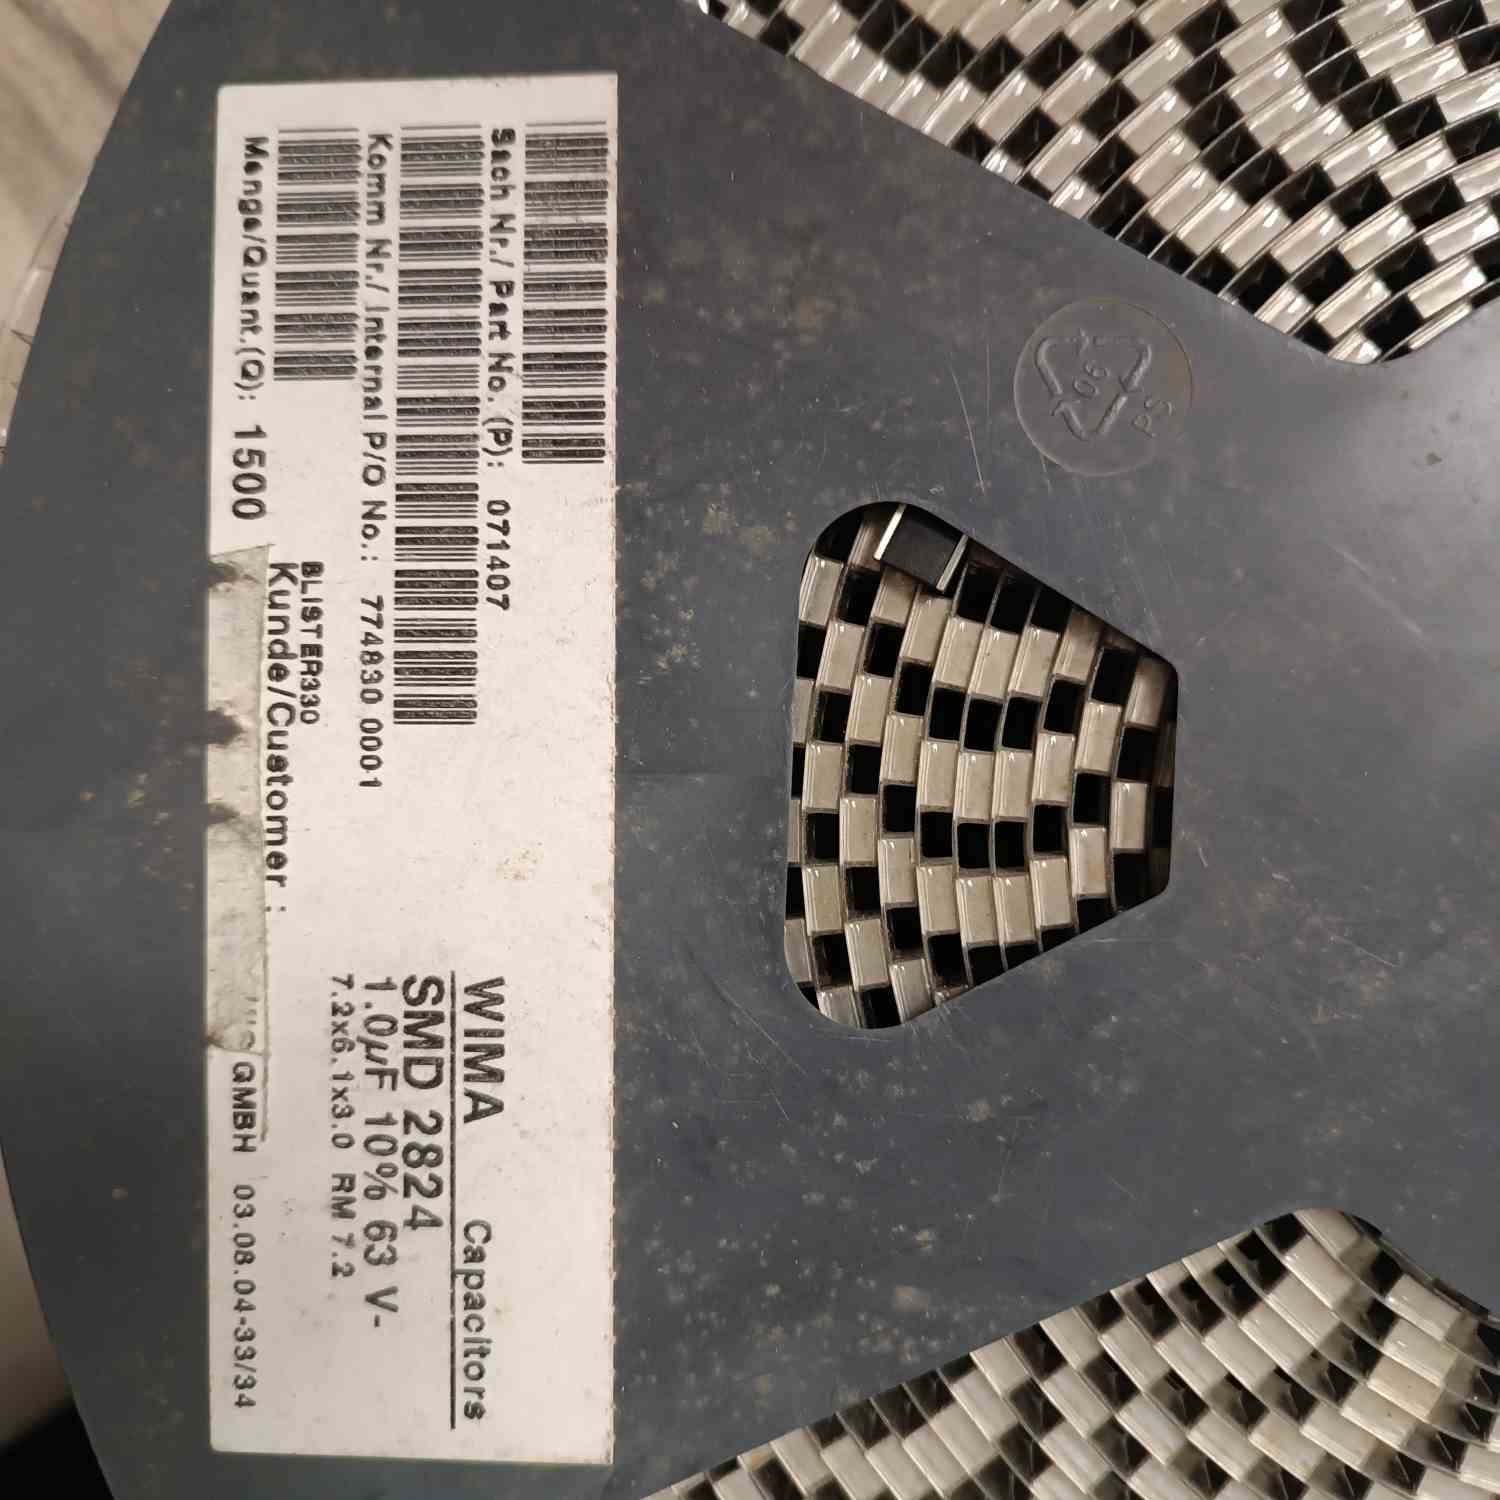 Sach Nr./ Part No. (P): 071407
Komm Nr./ Internal P/O No.: 774830 0001
Menge/Quant.(Q): 1500
BLISTER330
Kunde/Customer :
WIMA Capacitors
SMD 2824
1.0µF 10% 63 V-
7.2x6.1x3.0 RM 7.2
GMBH 03.08.04-33/34
06
PS